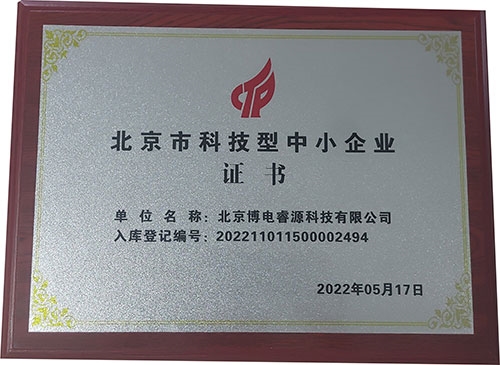 CTP
北京市科技型中小企业
证书
单位名称：北京博电睿源科技有限公司
入库登记编号：202211011500002494
2022年05月17日